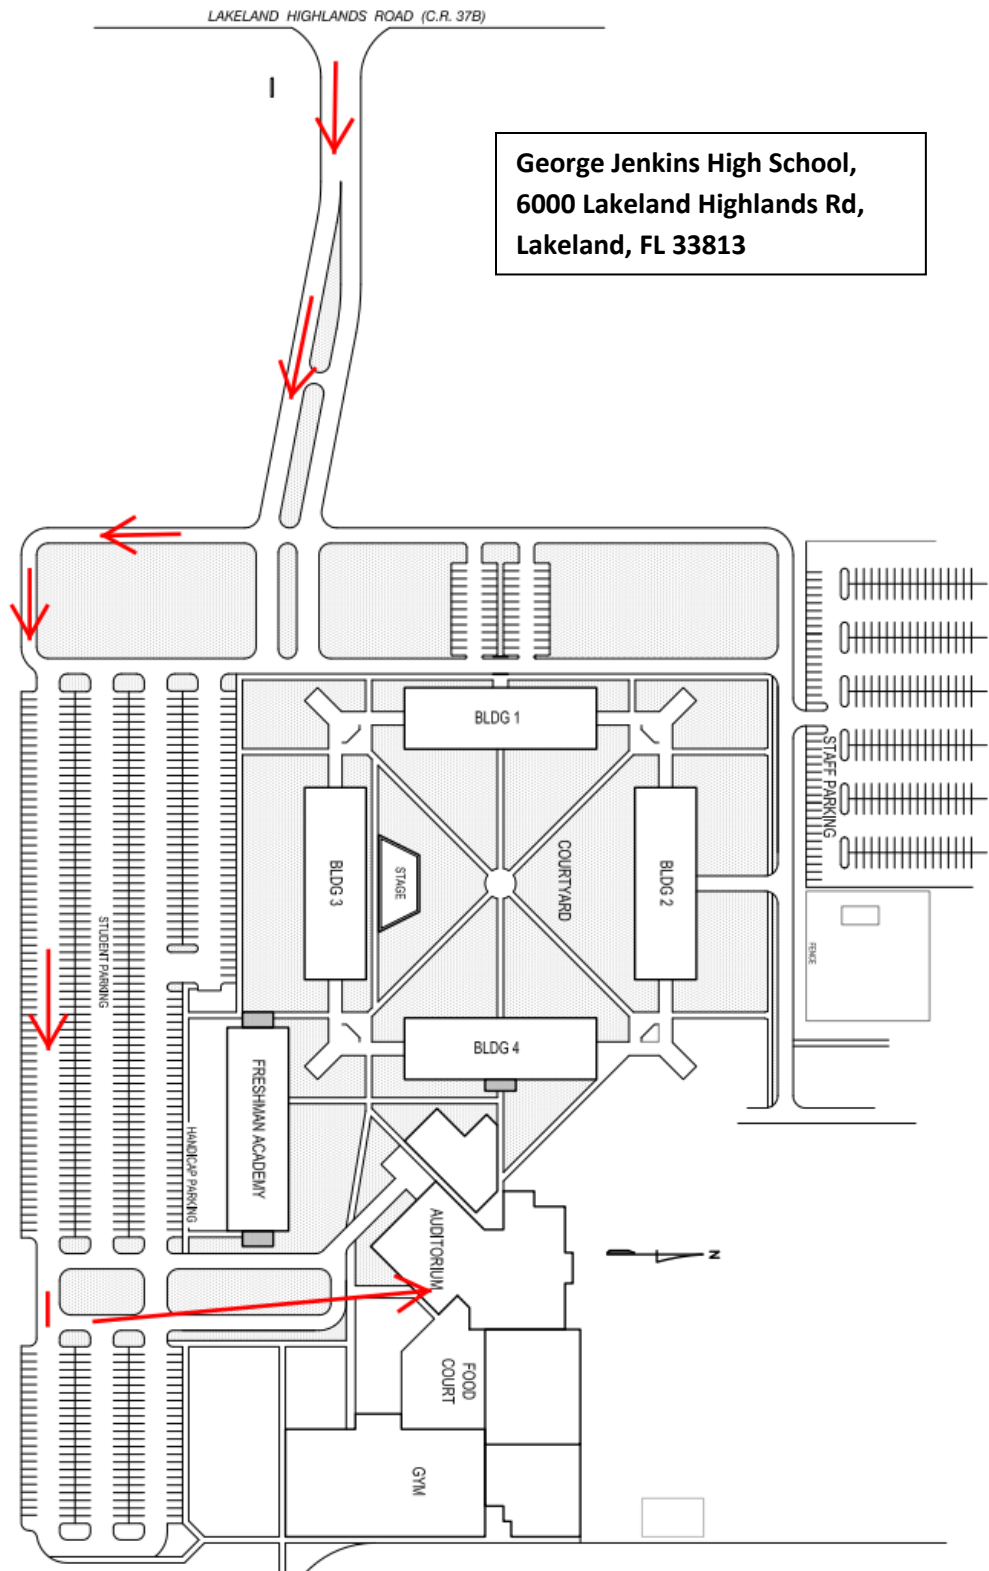 LAKELAND HIGHLANDS ROAD (C.R. 37B)
George Jenkins High School,
6000 Lakeland Highlands Rd,
Lakeland, FL 33813
BLDG 1
STAFF PARKING
BLDG 3
STAGE
COURTYARD
BLDG 2
STUDENT PARKING
FENCE
BLDG 4
FRESHMAN ACADEMY
HANDICAP PARKING
AUDITORIUM
N
FOOD
COURT
GYM